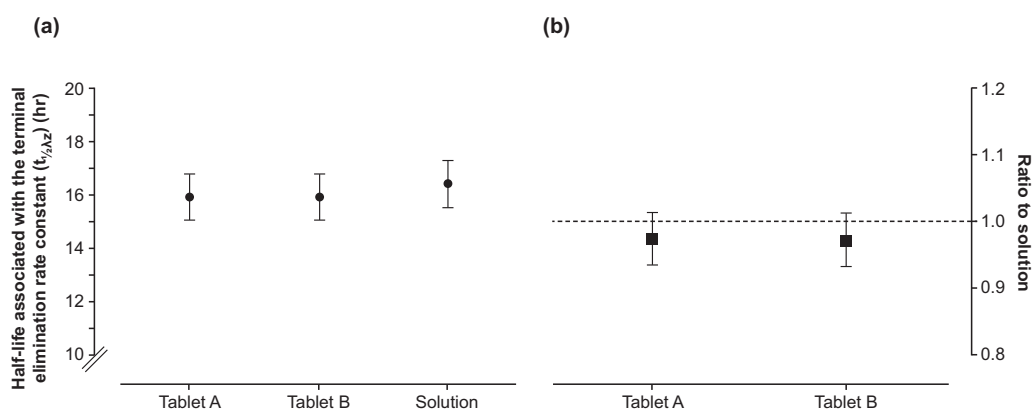 (a)
Half-life associated with the terminal
elimination rate constant (t½λz) (hr)
20
18
16
14
12
10
Tablet A Tablet B Solution
(b)
1.2
1.1
1.0
0.9
0.8
Ratio to
solution
Tablet A Tablet B